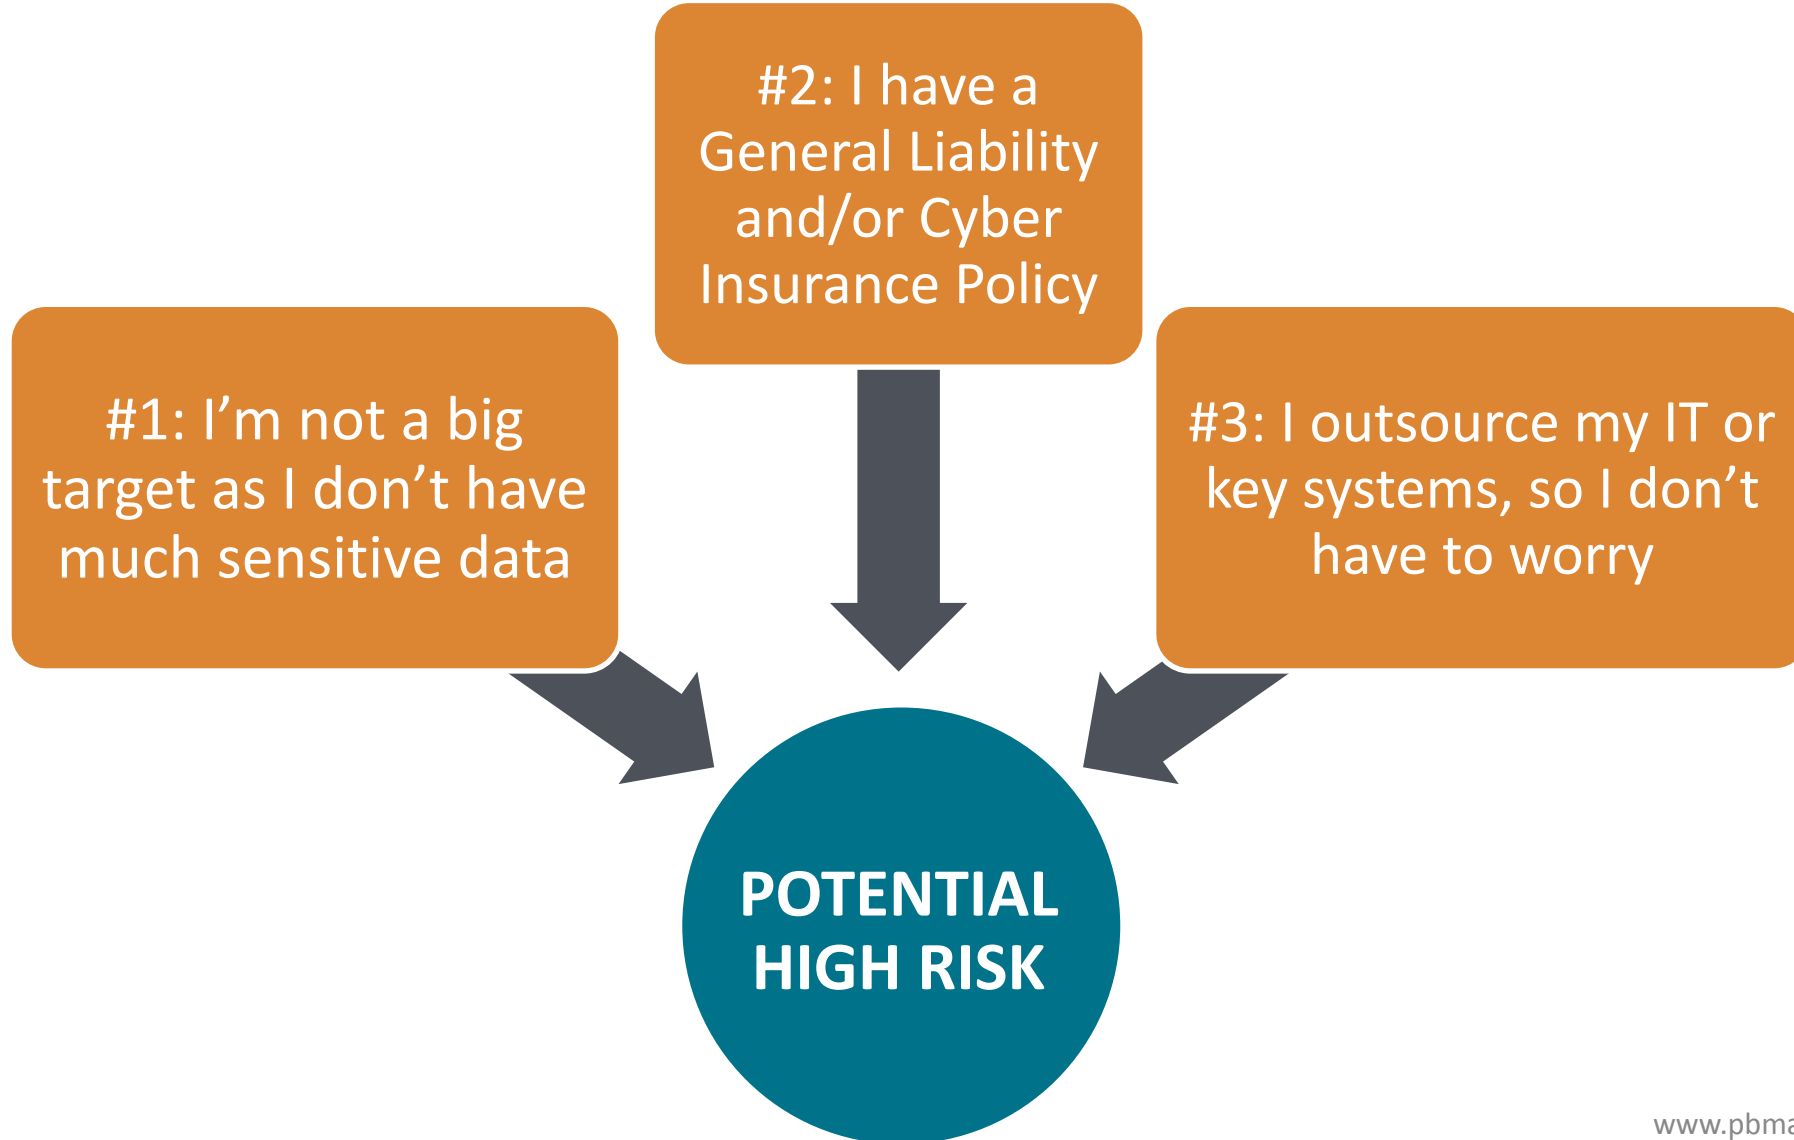 #2: I have a
General Liability
and/or Cyber
Insurance Policy
#1: I’m not a big
target as I don’t have
much sensitive data
#3: I outsource my IT or
key systems, so I don’t
have to worry
POTENTIAL
HIGH RISK
www.pbma